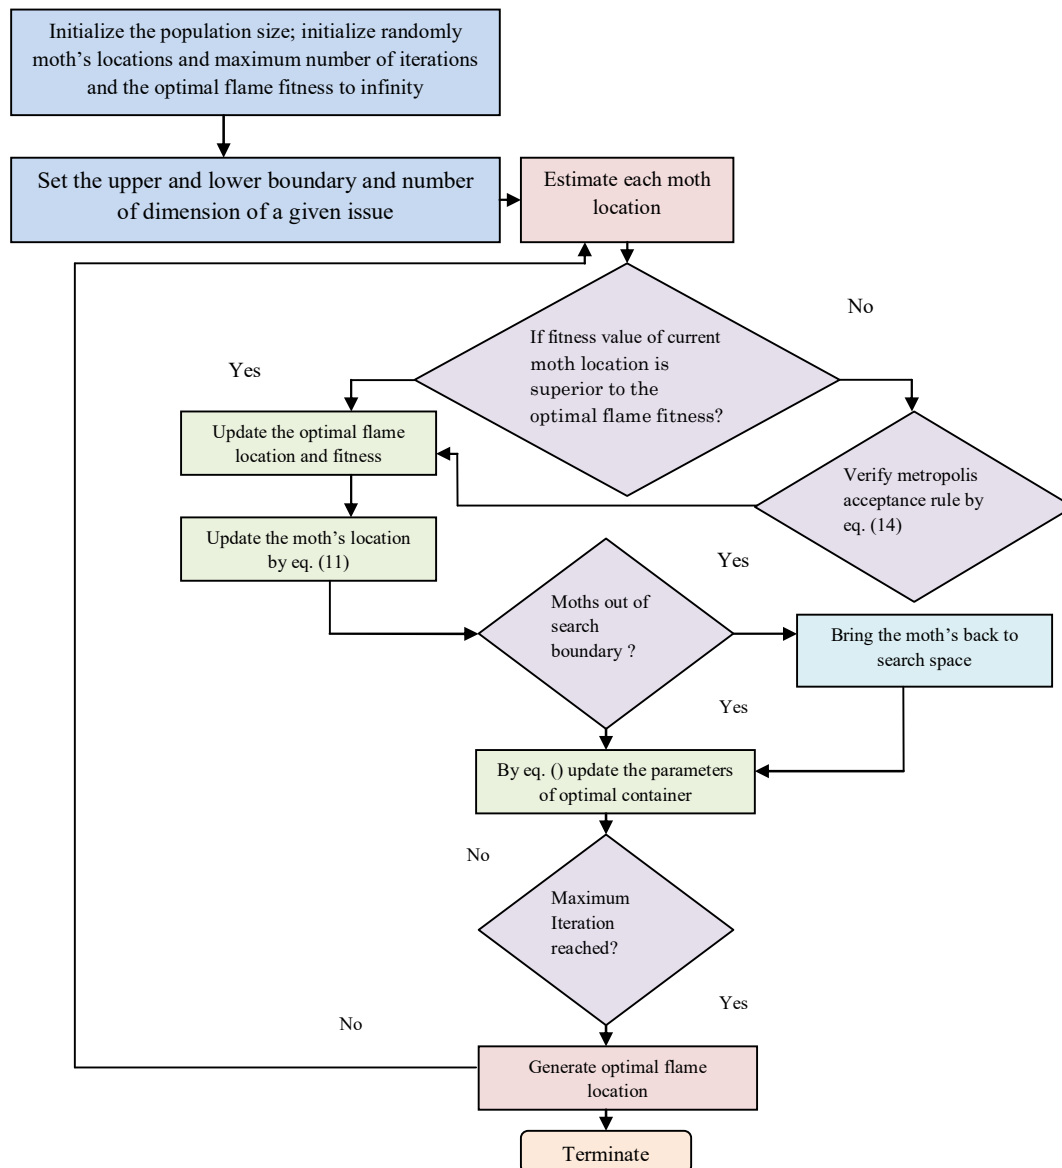 Initialize the population size; initialize randomly
moth's locations and maximum number of iterations
and the optimal flame fitness to infinity
Set the upper and lower boundary and number
of dimension of a given issue
Estimate each moth
location
No
If fitness value of current
moth location is
superior to the
optimal flame fitness?
Yes
Update the optimal flame
location and fitness
Verify metropolis
acceptance rule by
eq. (14)
Update the moth's location
by eq. (11)
Yes
Moths out of
search
boundary ?
Bring the moth's back to
search space
Yes
By eq. () update the parameters
of optimal container
No
Maximum
Iteration
reached?
Yes
No
Generate optimal flame
location
Terminate